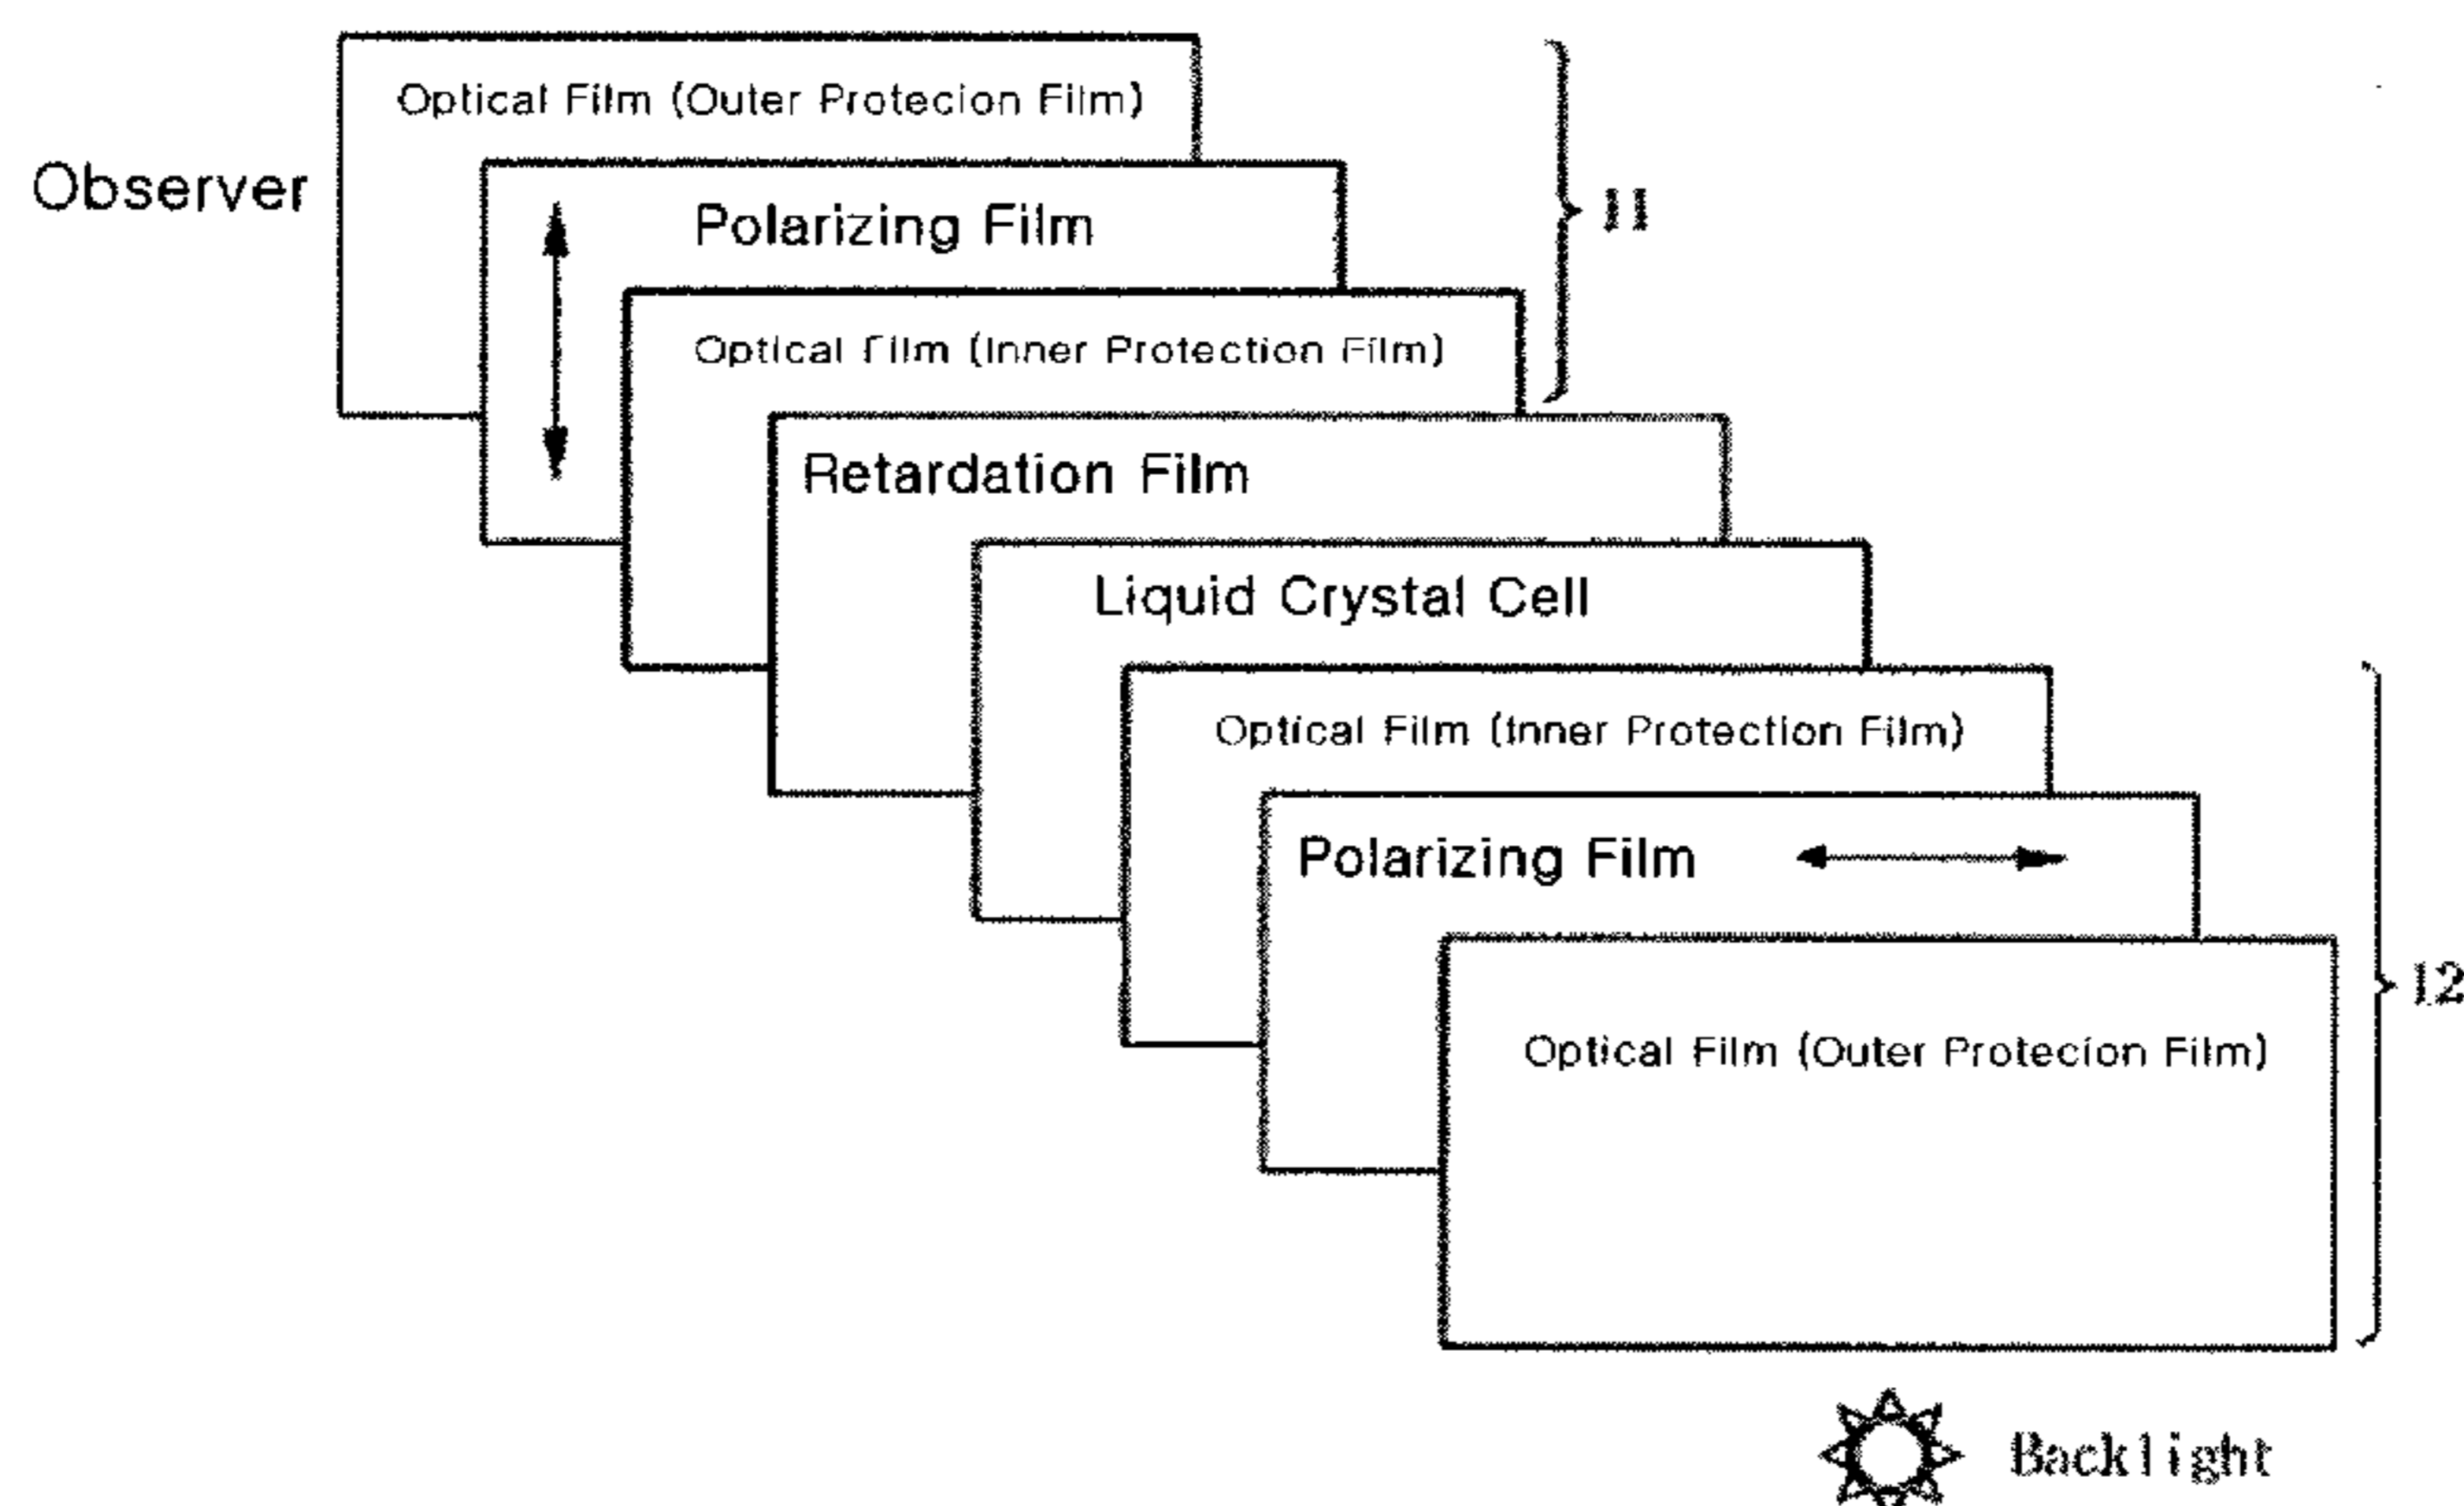 Optical Film (Outer Protecion Film)
Observer
Polarizing Film
11
Optical Film (Inner Protection Film)
Retardation Film
Liquid Crystal Cell
Optical Film (Inner Protection Film)
Polarizing Film
12
Optical Film (Outer Protecion Film)
Backlight